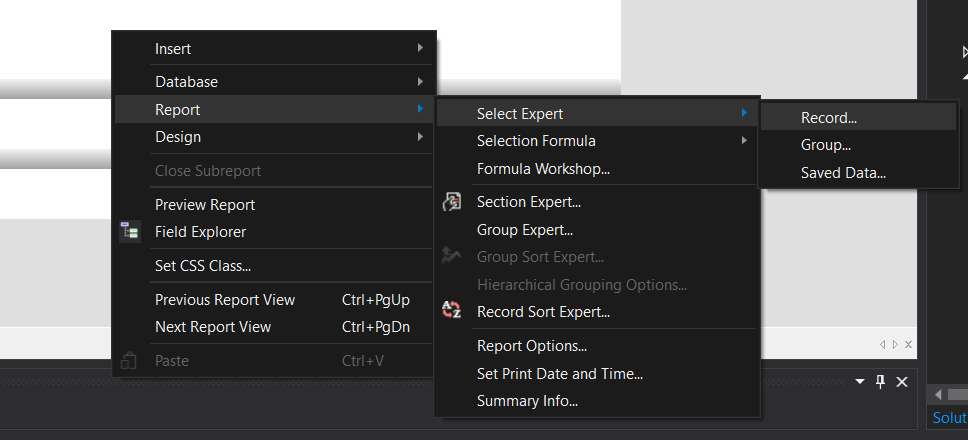 Insert
Database
Report
Design
Close Subreport
Preview Report
Field Explorer
Set CSS Class...
Previous Report View Ctrl+PgUp
Next Report View Ctrl+PgDn
Paste Ctrl+V
Select Expert
Selection Formula
Formula Workshop...
Section Expert...
Group Expert...
Group Sort Expert...
Hierarchical Grouping Options...
Record Sort Expert...
Report Options...
Set Print Date and Time...
Summary Info...
Record...
Group...
Saved Data...
Solut